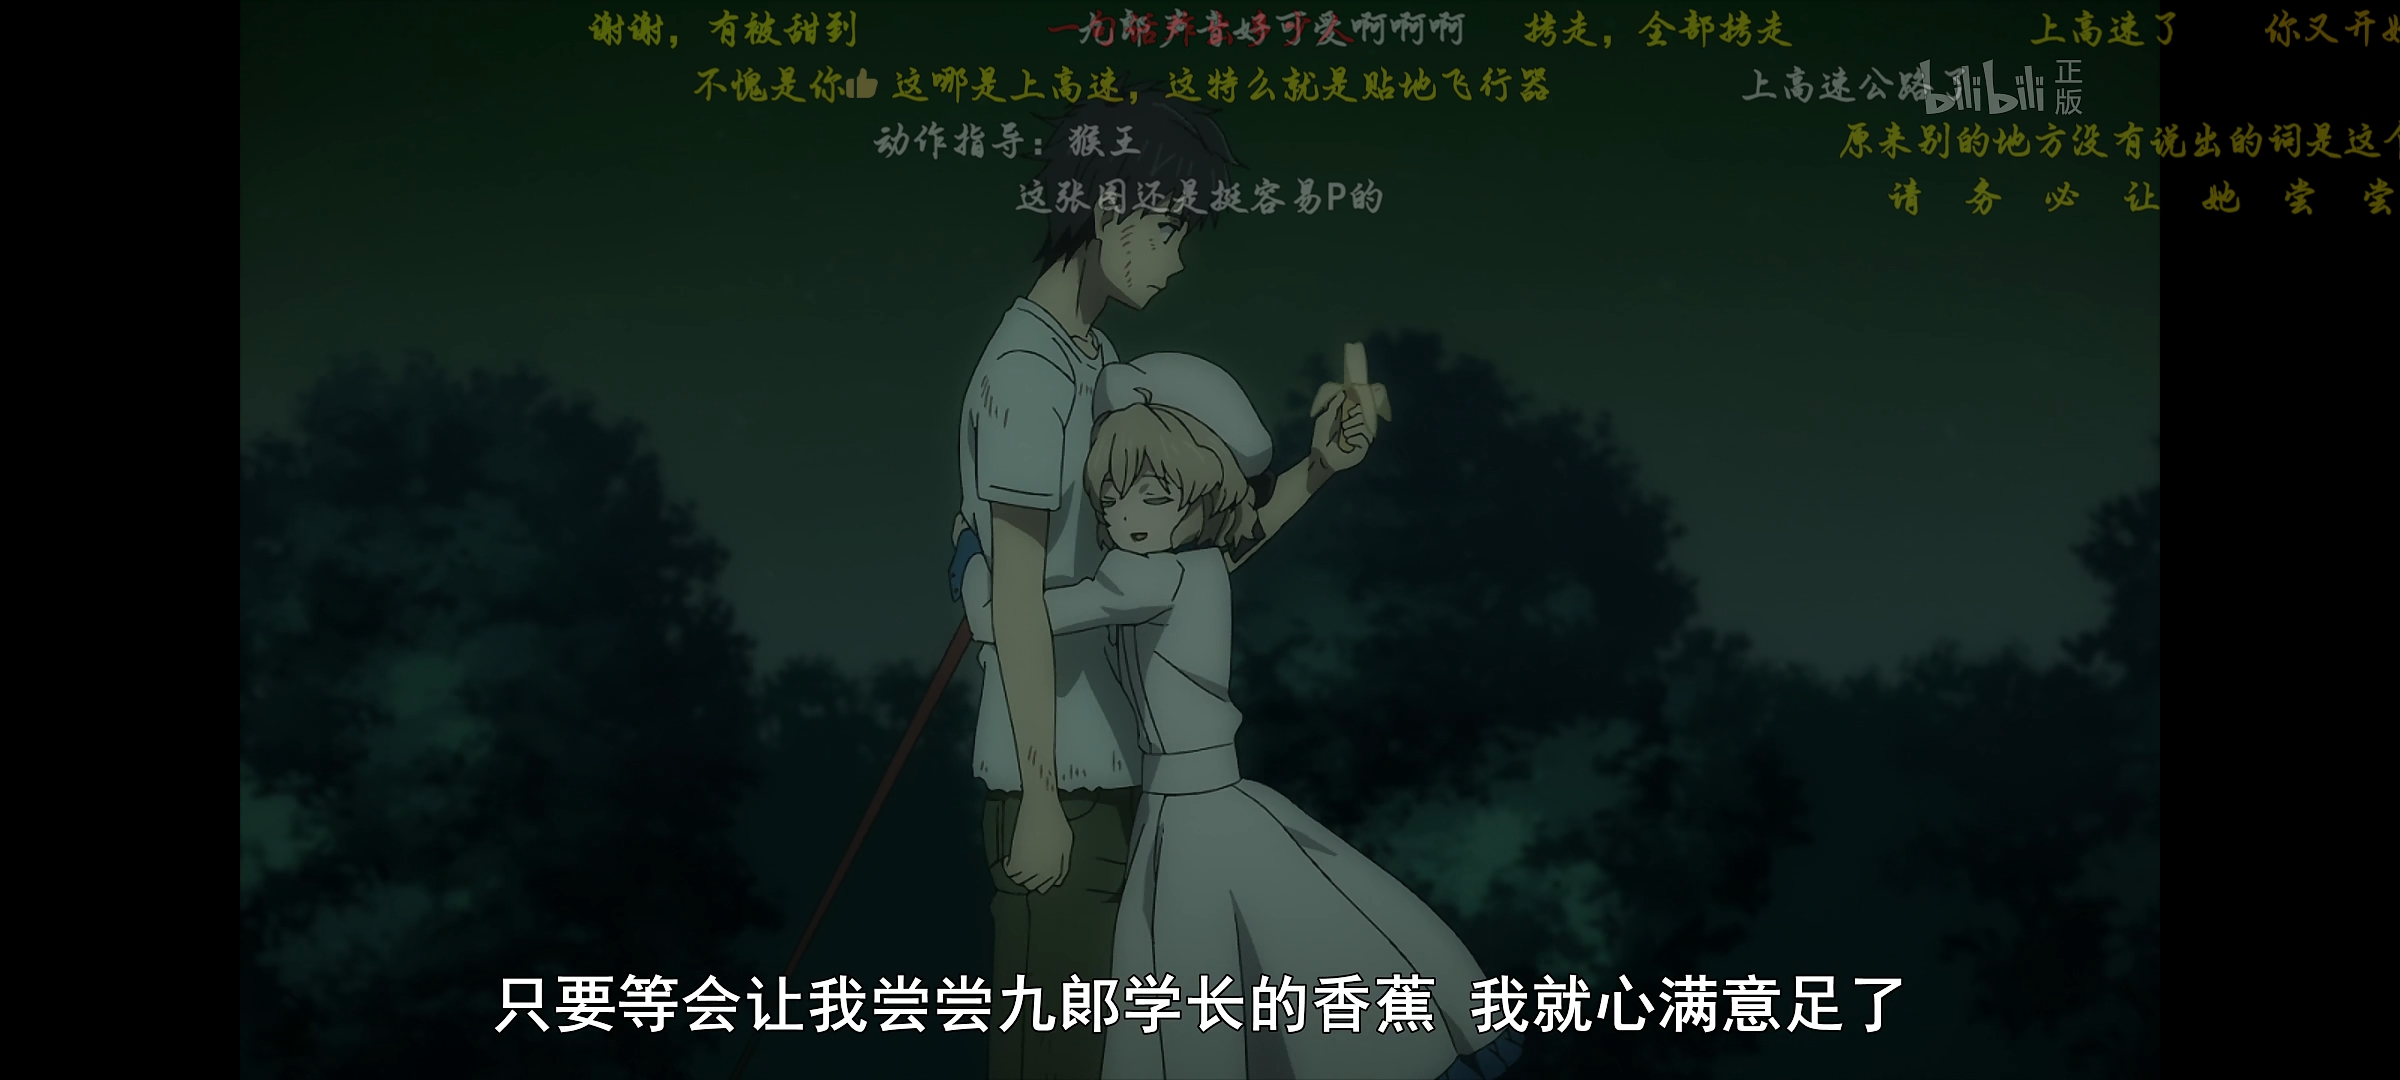 谢谢，有被甜到
九郎声音好可爱啊啊啊
拷走，全部拷走
上高速了
你又开始
不愧是你👍
这哪是上高速，这特么就是贴地飞行器
上高速公路了
bilibili 正版
动作指导：猴王
原来别的地方没有说出的词是这个
这张图还是挺容易P的
请务必让她尝尝
只要等会让我尝尝九郎学长的香蕉 我就心满意足了